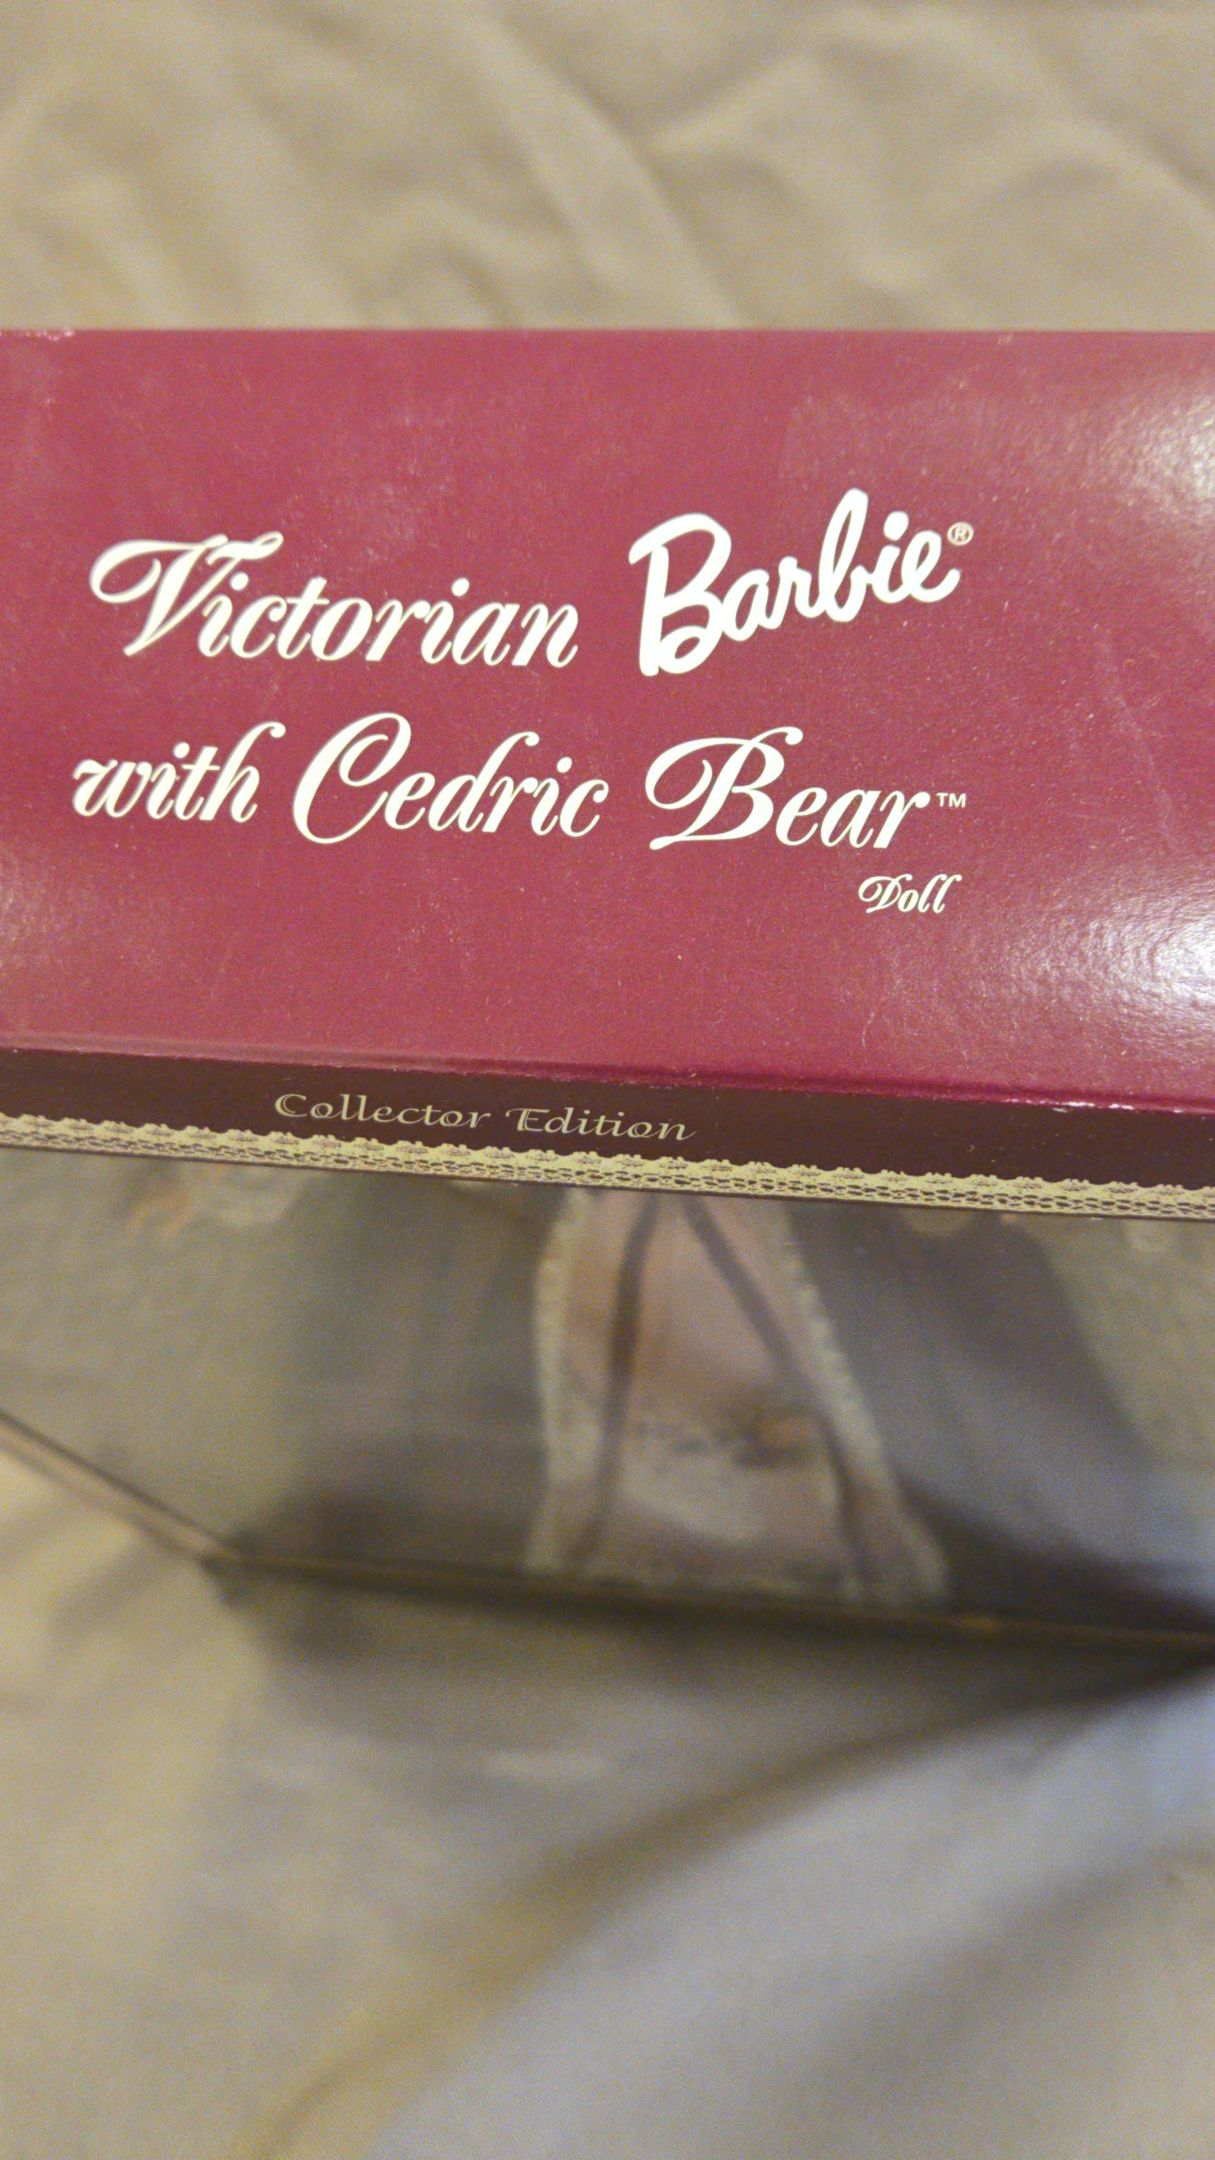 Victorian Barbie®
with Cedric Bear™
Doll
Collector Edition